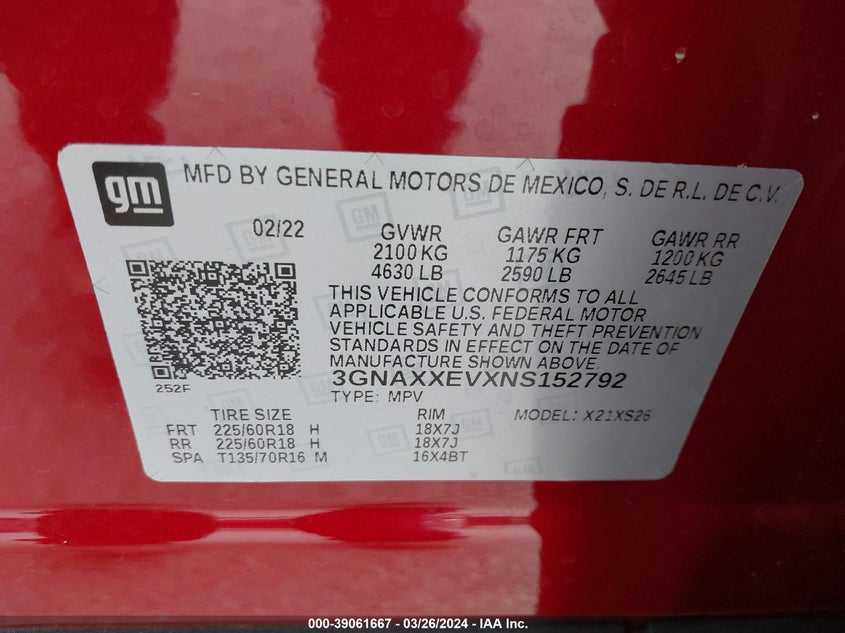 gm MFD BY GENERAL MOTORS DE MEXICO, S. DE R.L. DE C.V.
02/22 GVWR GAWR FRT GAWR RR
2100 KG 1175 KG 1200 KG
4630 LB 2590 LB 2645 LB
THIS VEHICLE CONFORMS TO ALL
APPLICABLE U.S. FEDERAL MOTOR
VEHICLE SAFETY AND THEFT PREVENTION
STANDARDS IN EFFECT ON THE DATE OF
MANUFACTURE SHOWN ABOVE.
252F
3GNAXXEVXNS152792
TYPE: MPV MODEL: X21XS26
TIRE SIZE RIM
FRT 225/60R18 H 18X7J
RR 225/60R18 H 18X7J
SPA T135/70R16 M 16X4BT
000-39061667 - 03/26/2024 - IAA Inc.